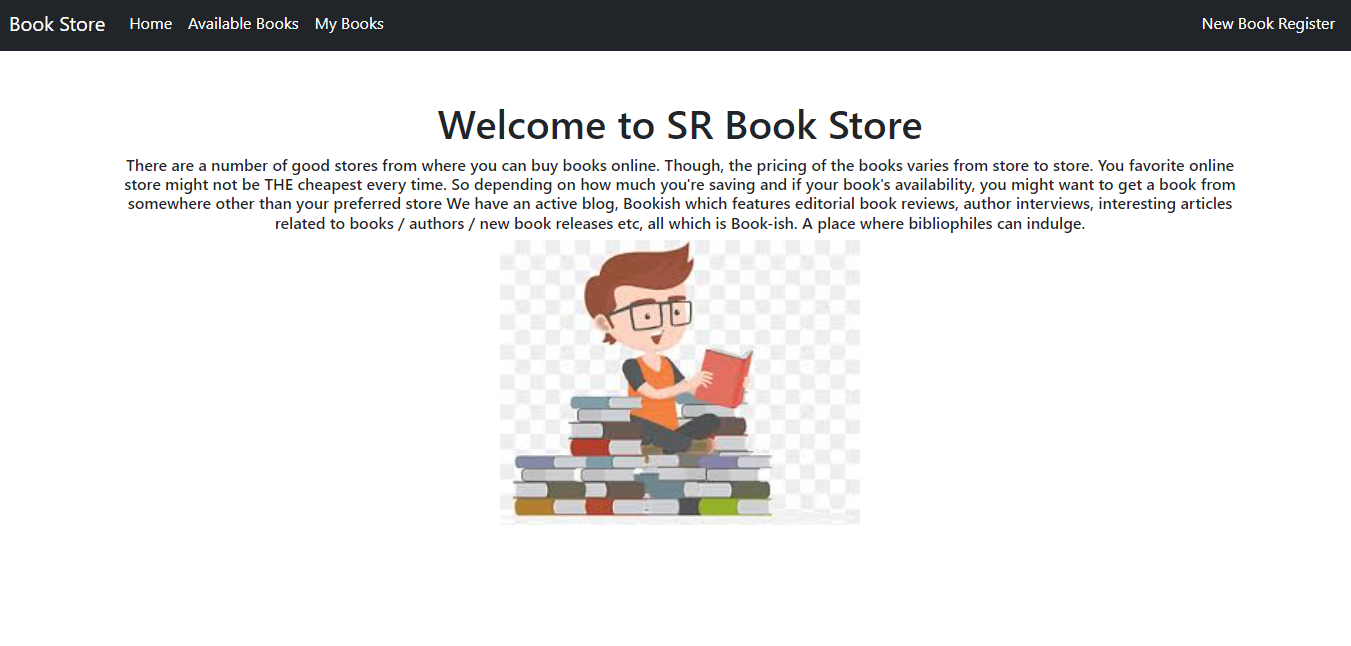 Book Store Home Available Books My Books New Book Register
Welcome to SR Book Store
There are a number of good stores from where you can buy books online. Though, the pricing of the books varies from store to store. You favorite online
store might not be THE cheapest every time. So depending on how much you're saving and if your book's availability, you might want to get a book from
somewhere other than your preferred store We have an active blog, Bookish which features editorial book reviews, author interviews, interesting articles
related to books / authors / new book releases etc, all which is Book-ish. A place where bibliophiles can indulge.